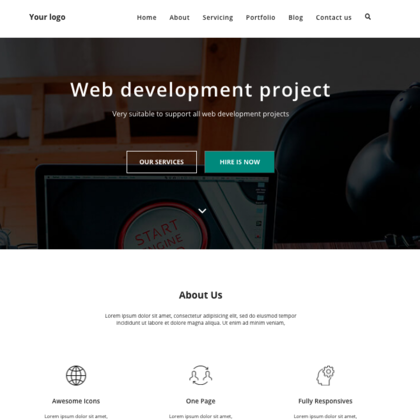 Your logo
Home About Servicing Portfolio Blog Contact us
Web development project
Very suitable to support all web development projects
OUR SERVICES HIRE IS NOW
START
ENGINE
About Us
Lorem ipsum dolor sit amet, consectetur adipiscing elit, sed do eiusmod tempor
incididunt ut labore et dolore magna aliqua. Ut enim ad minim veniam,
Awesome Icons One Page Fully Responsives
Lorem ipsum dolor sit amet, Lorem ipsum dolor sit amet, Lorem ipsum dolor sit amet,